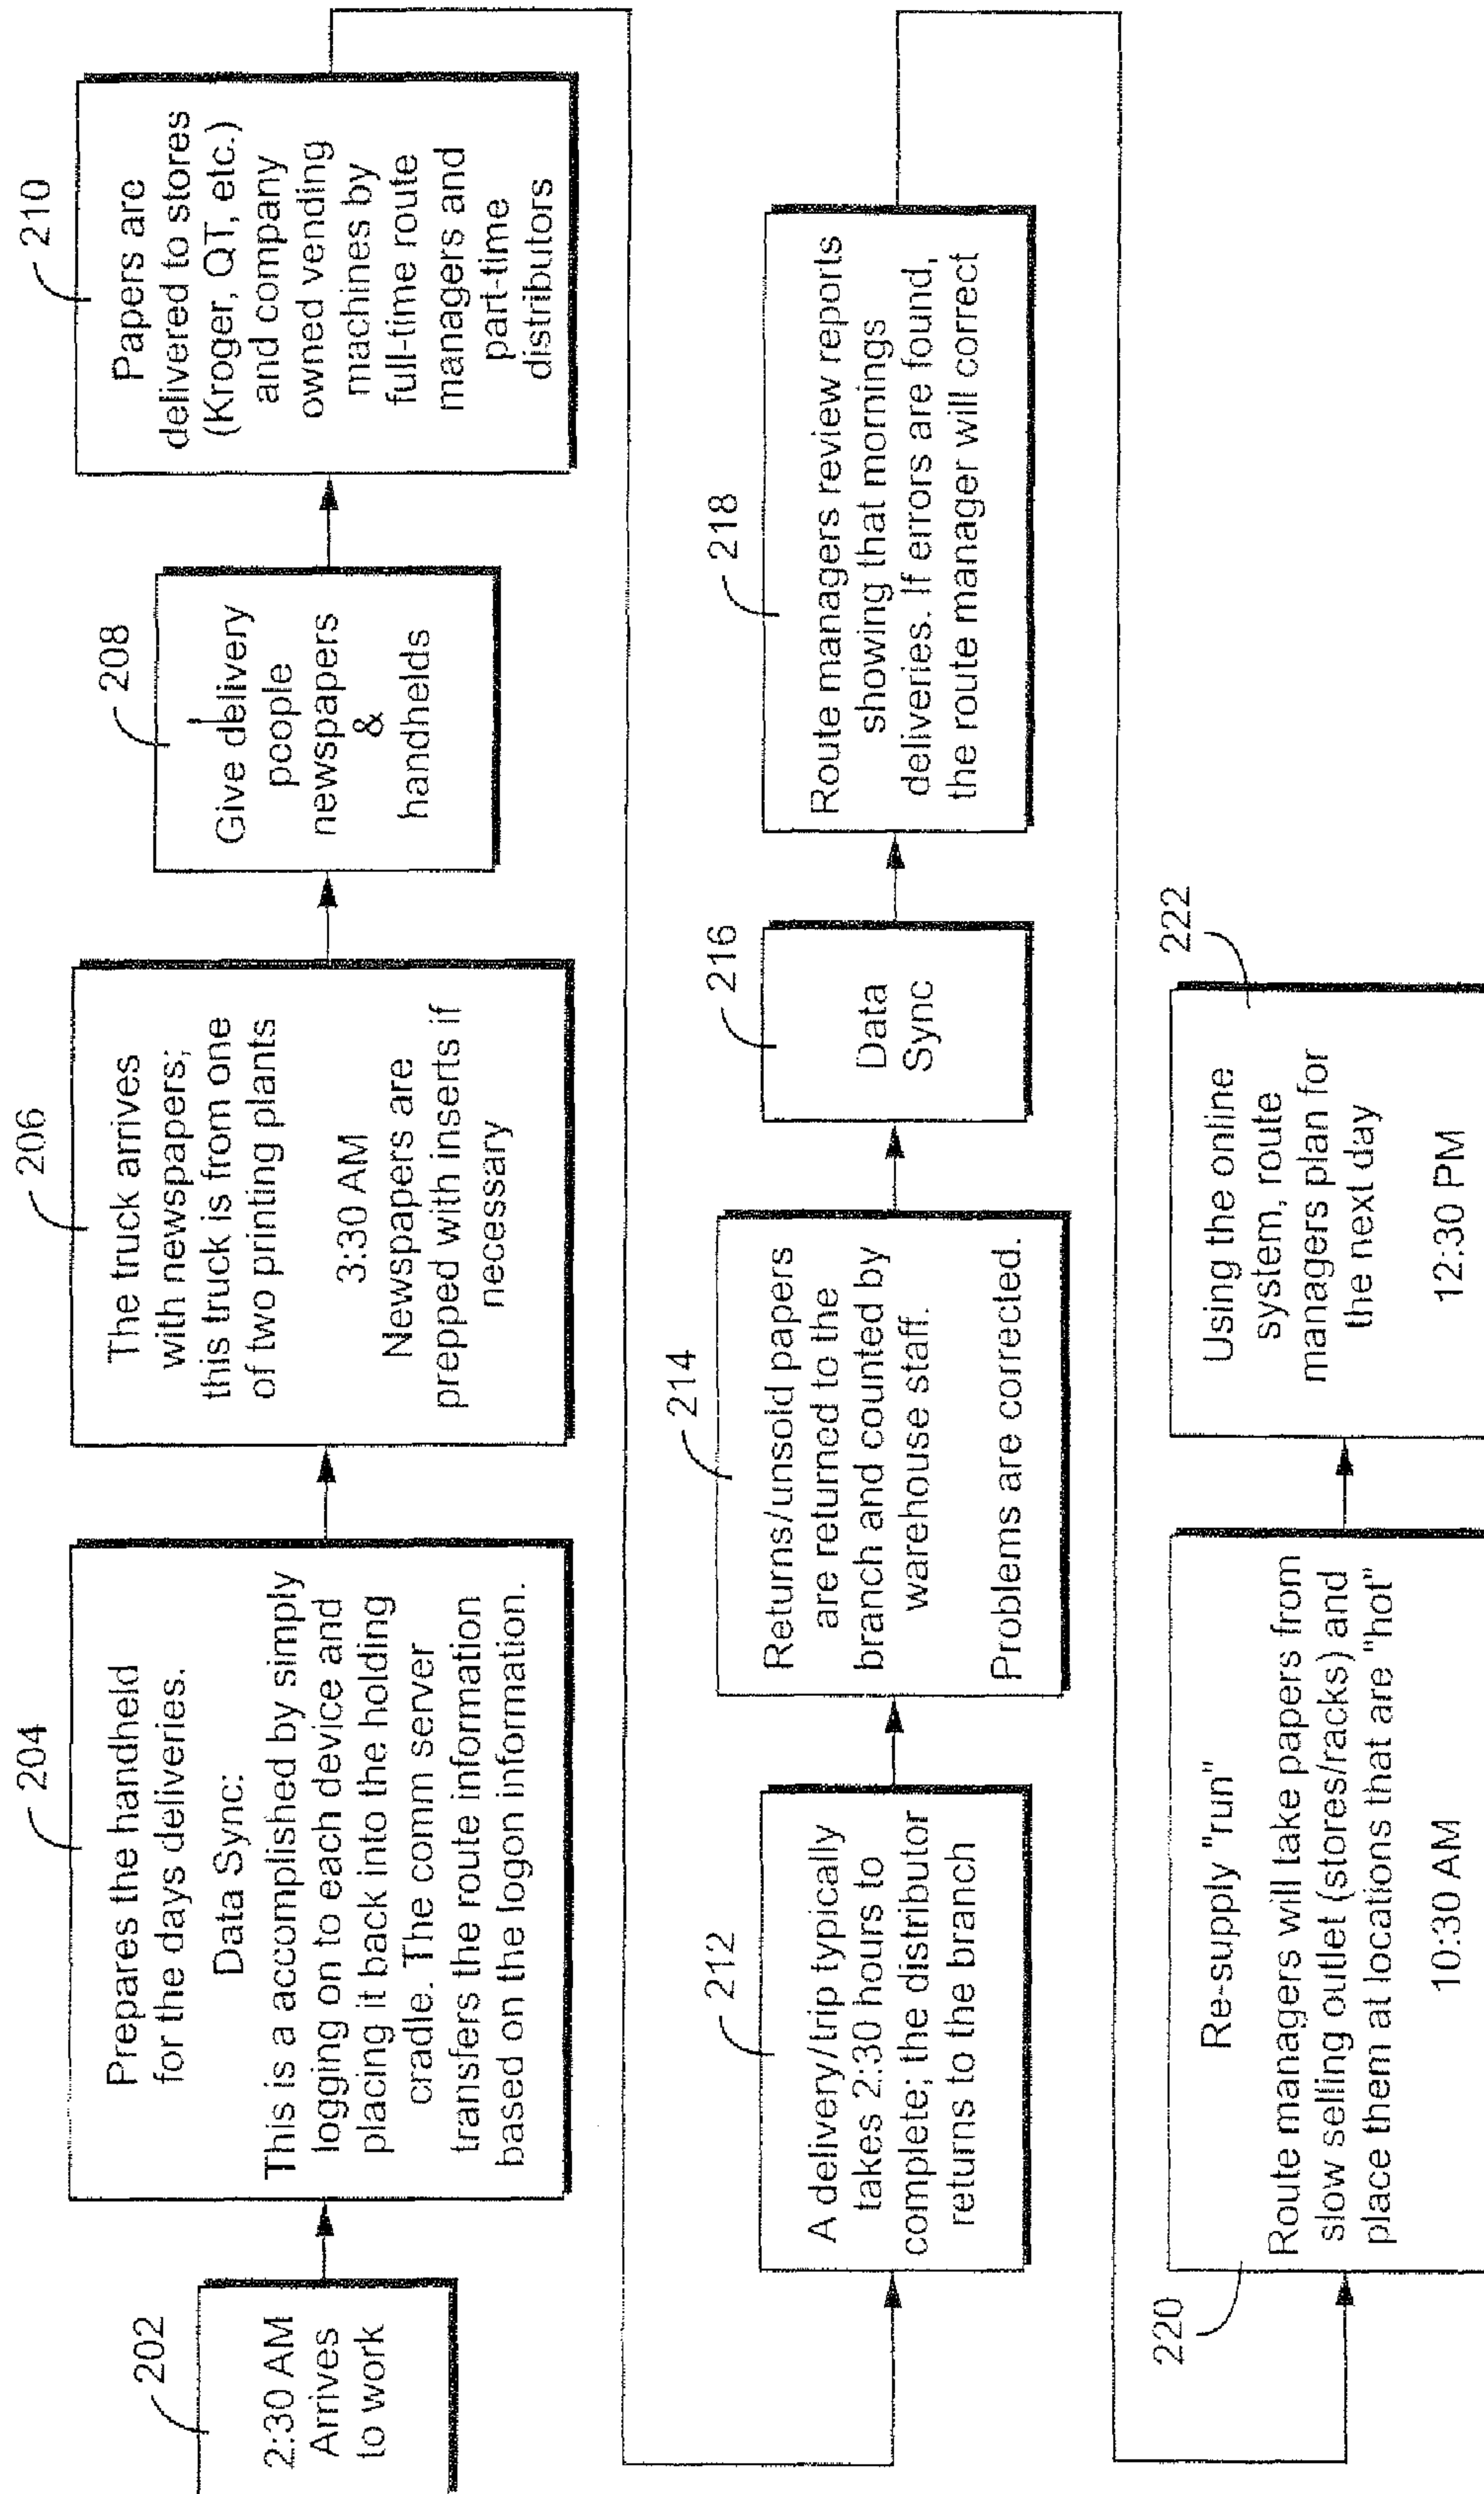 202
2:30 AM
Arrives
to work
204
Prepares the handheld
for the days deliveries.
Data Sync:
This is a accomplished by simply
logging on to each device and
placing it back into the holding
cradle. The comm server
transfers the route information
based on the logon information.
206
The truck arrives
with newspapers;
this truck is from one
of two printing plants
3:30 AM
Newspapers are
prepped with inserts if
necessary
208
Give delivery
people
newspapers
&
handhelds
210
Papers are
delivered to stores
(Kroger, QT, etc.)
and company
owned vending
machines by
full-time route
managers and
part-time
distributors
212
A delivery/trip typically
takes 2:30 hours to
complete; the distributor
returns to the branch
214
Returns/unsold papers
are returned to the
branch and counted by
warehouse staff.
Problems are corrected.
216
Data
Sync
218
Route managers review reports
showing that mornings
deliveries. If errors are found,
the route manager will correct
220
Re-supply "run"
Route managers will take papers from
slow selling outlet (stores/racks) and
place them at locations that are "hot"
10:30 AM
222
Using the online
system, route
managers plan for
the next day
12:30 PM